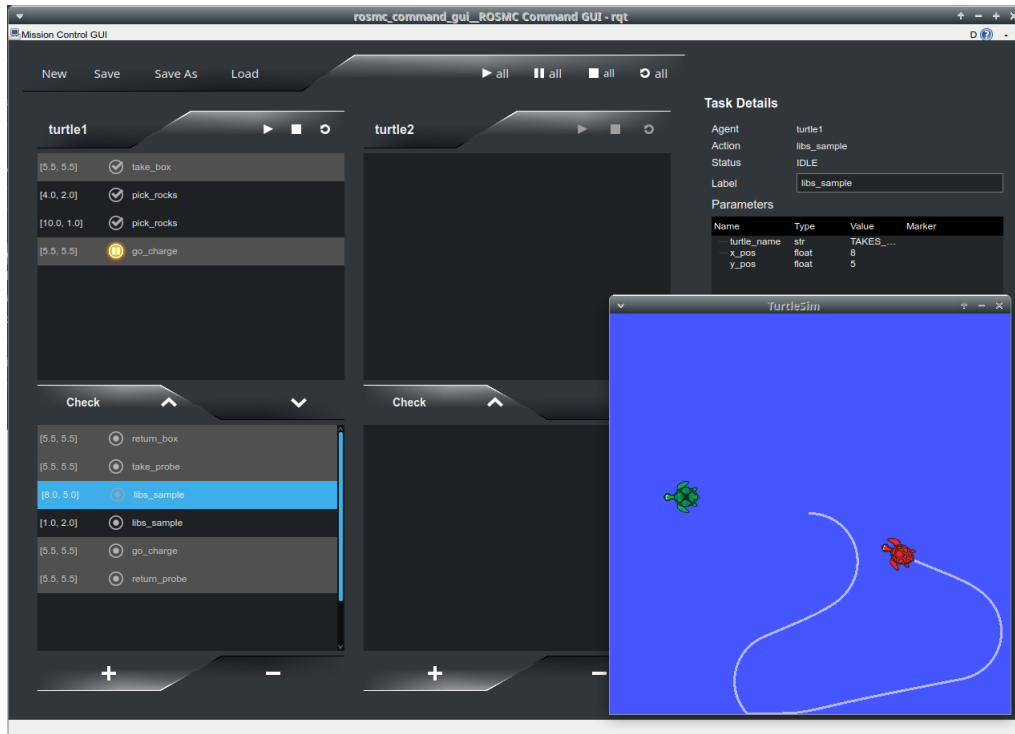 rosmc_command_gui__ROSMC Command GUI - rqt
Mission Control GUI
D
New Save Save As Load all all all all
Task Details
turtle1 turtle2
Agent turtle1
Action libs_sample
Status IDLE
Label libs_sample
Parameters
Name Type Value Marker
turtle_name str TAKES_...
x_pos float 8
y_pos float 5
[5.5, 5.5] take_box
[4.0, 2.0] pick_rocks
[10.0, 1.0] pick_rocks
[5.5, 5.5] go_charge
TurtleSim
Check Check
[5.5, 5.5] return_box
[5.5, 5.5] take_probe
[8.0, 5.0] libs_sample
[1.0, 2.0] libs_sample
[5.5, 5.5] go_charge
[5.5, 5.5] return_probe